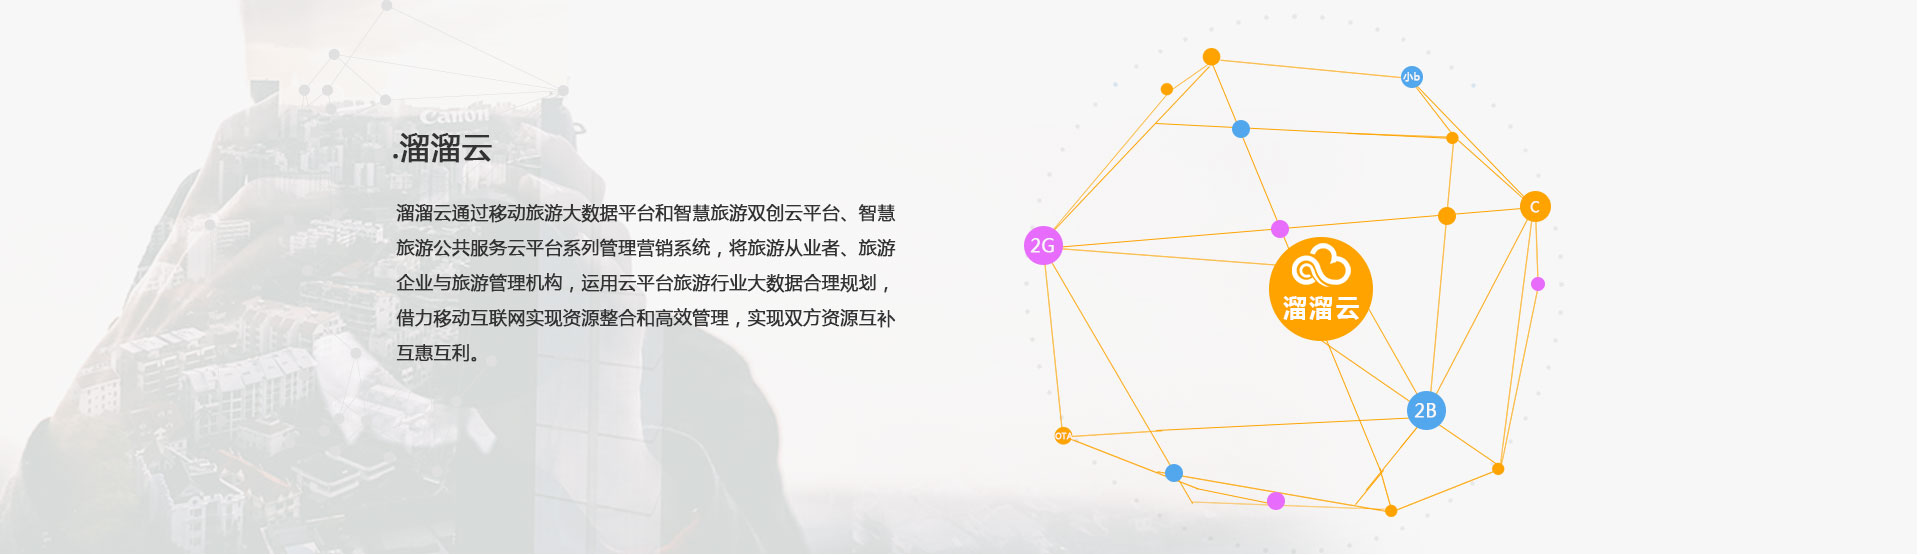 Canon
.溜溜云
溜溜云通过移动旅游大数据平台和智慧旅游双创云平台、智慧
旅游公共服务云平台系列管理营销系统，将旅游从业者、旅游
企业与旅游管理机构，运用云平台旅游行业大数据合理规划，
借力移动互联网实现资源整合和高效管理，实现双方资源互补
互惠互利。
小b
C
2G
溜溜云
2B
OTA